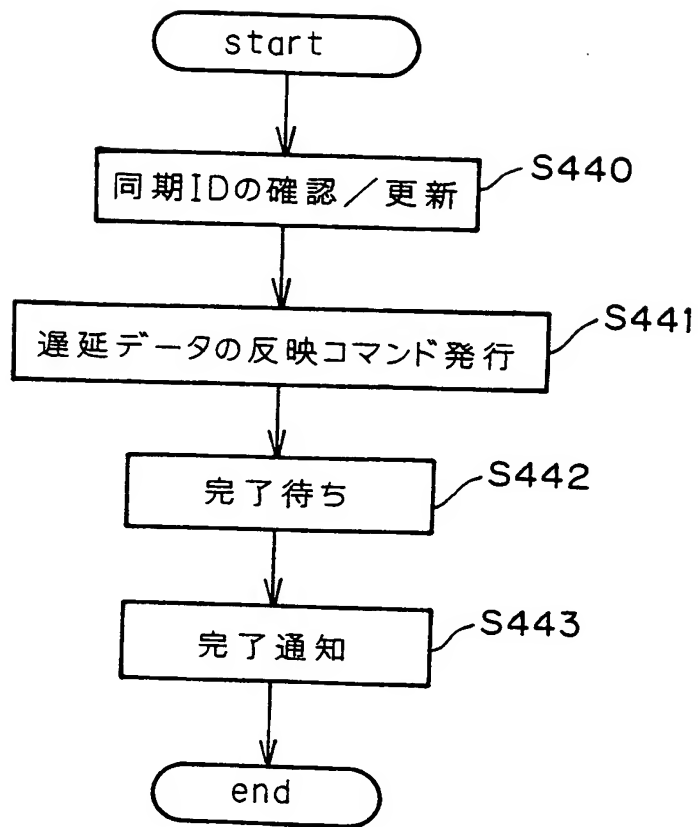 start
同期IDの確認／更新
S440
遅延データの反映コマンド発行
S441
完了待ち
S442
完了通知
S443
end